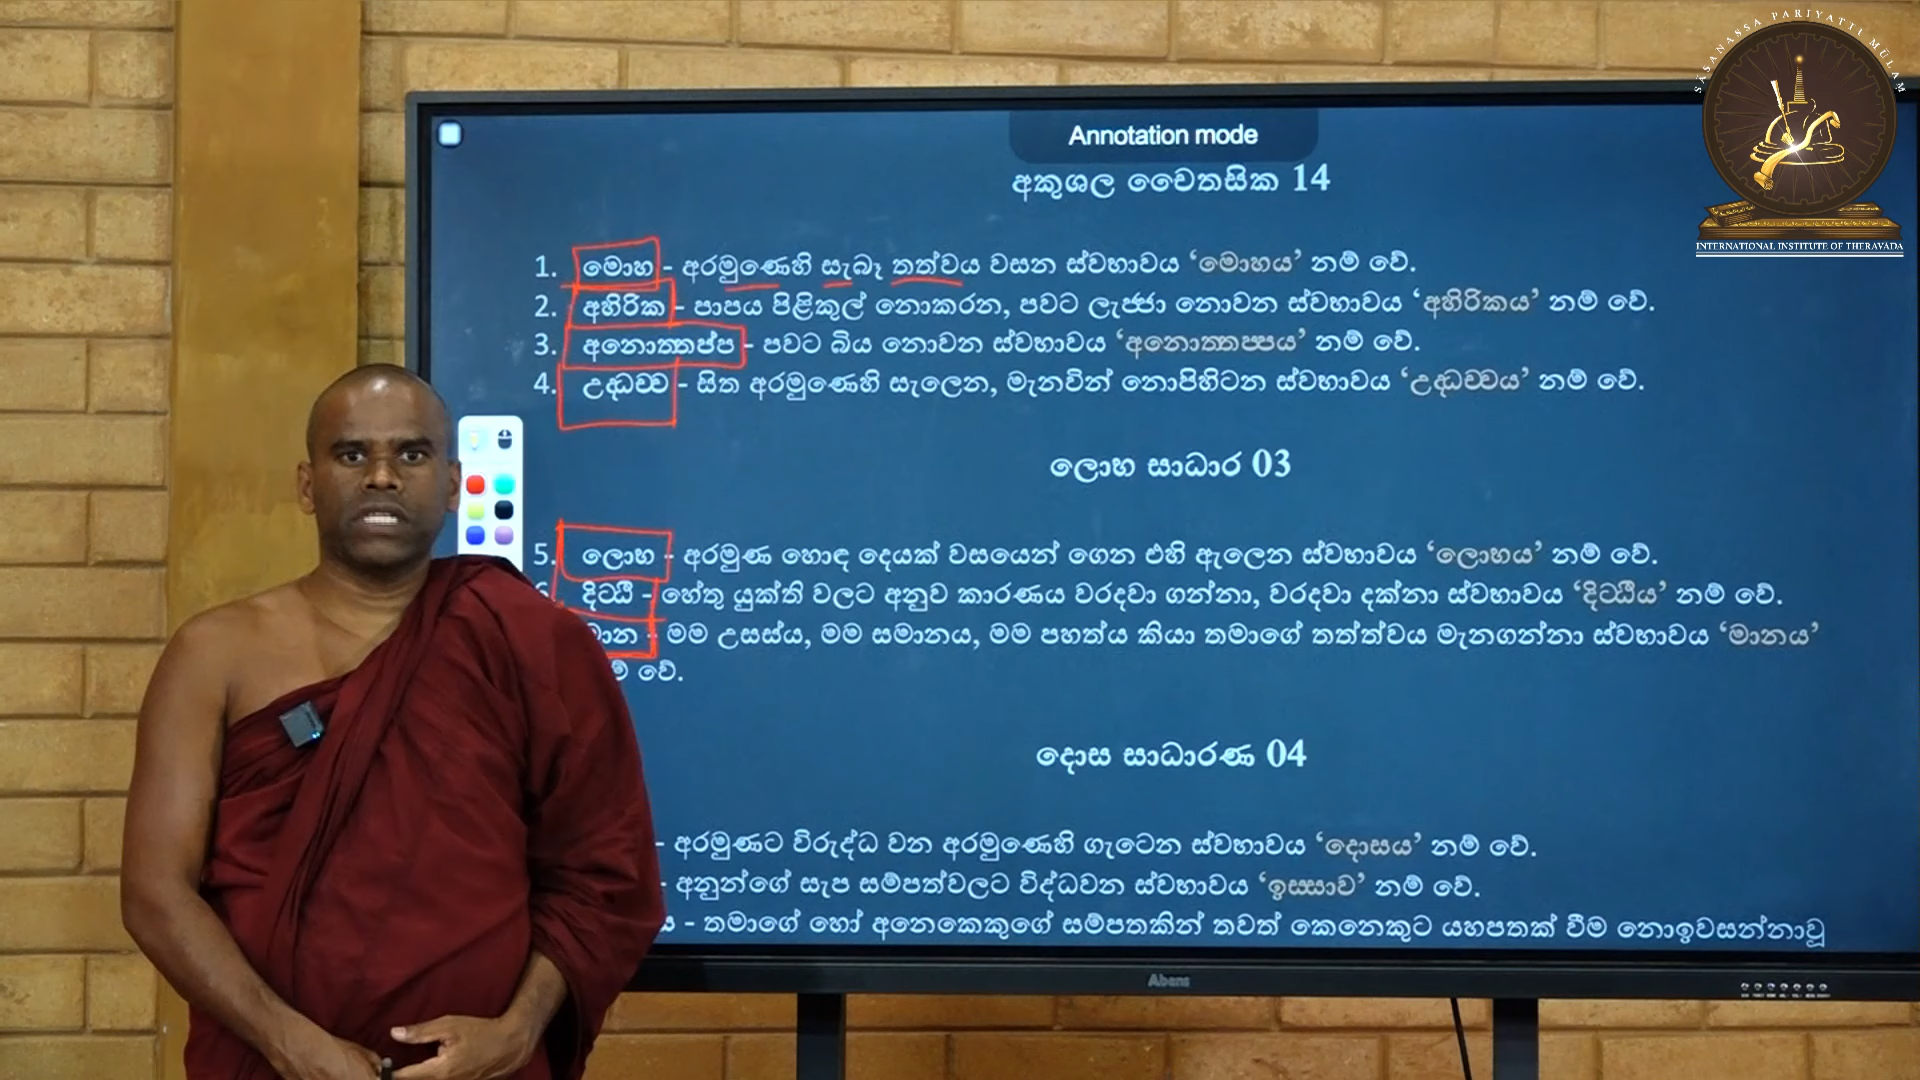 SĀSANASSA PARIYATTI MŪLAM
INTERNATIONAL INSTITUTE OF THERAVĀDA
Annotation mode
අකුශල චෛතසික 14
1. මොහ - අරමුණෙහි සැබෑ තත්වය වසන ස්වභාවය ‘මොහය’ නම් වේ.
2. අහිරික - පාපය පිළිකුල් නොකරන, පවට ලැජ්ජා නොවන ස්වභාවය ‘අහිරිකය’ නම් වේ.
3. අනොත්තප්ප - පවට බිය නොවන ස්වභාවය ‘අනොත්තප්පය’ නම් වේ.
4. උද්ධච්ච - සිත අරමුණෙහි සැලෙන, මැනවින් නොපිහිටන ස්වභාවය ‘උද්ධච්චය’ නම් වේ.
ලොභ සාධාර 03
5. ලොභ - අරමුණ හොඳ දෙයක් වසයෙන් ගෙන එහි ඇලෙන ස්වභාවය ‘ලොභය’ නම් වේ.
දිට්ඨි - හේතු යුක්ති වලට අනුව කාරණය වරදවා ගන්නා, වරදවා දක්නා ස්වභාවය ‘දිට්ඨිය’ නම් වේ.
මාන - මම උසස්ය, මම සමානය, මම පහත්ය කියා තමාගේ තත්ත්වය මැනගන්නා ස්වභාවය ‘මානය’
නම් වේ.
දොස සාධාරණ 04
- අරමුණට විරුද්ධ වන අරමුණෙහි ගැටෙන ස්වභාවය ‘දොසය’ නම් වේ.
- අනුන්ගේ සැප සම්පත්වලට විද්ධවන ස්වභාවය ‘ඉස්සාව’ නම් වේ.
ය - තමාගේ හෝ අනෙකෙකුගේ සම්පතකින් තවත් කෙනෙකුට යහපතක් වීම නොඉවසන්නාවූ
Abans